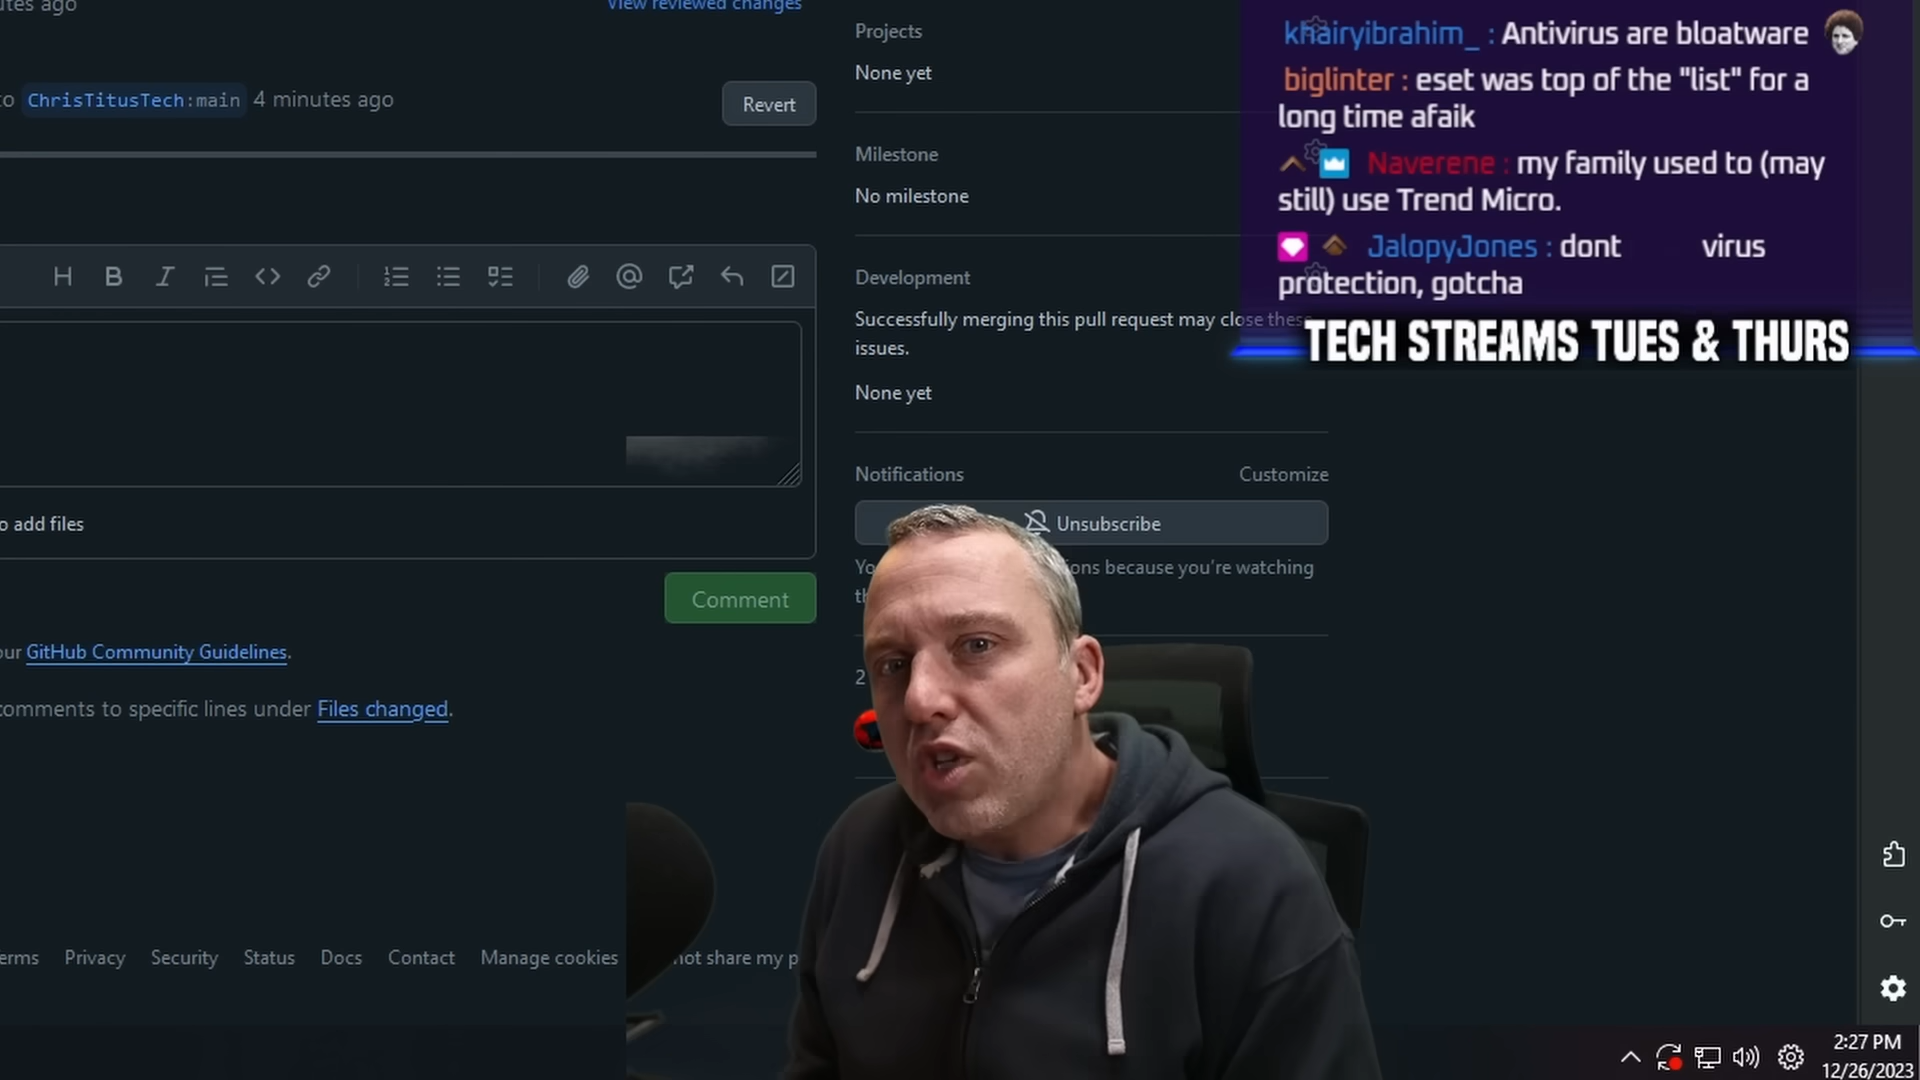 utes ago
View reviewed changes
to ChrisTitusTech:main 4 minutes ago
Revert
o add files
Comment
our GitHub Community Guidelines.
comments to specific lines under Files changed.
erms Privacy Security Status Docs Contact Manage cookies not share my p
Projects
None yet
Milestone
No milestone
Development
Successfully merging this pull request may close these
issues.
None yet
Notifications Customize
Unsubscribe
Yo ons because you're watching
th
2
khairyibrahim_ : Antivirus are bloatware
biglinter : eset was top of the "list" for a
long time afaik
Naverene : my family used to (may
still) use Trend Micro.
JalopyJones : dont virus
protection, gotcha
TECH STREAMS TUES & THURS
2:27 PM
12/26/2023